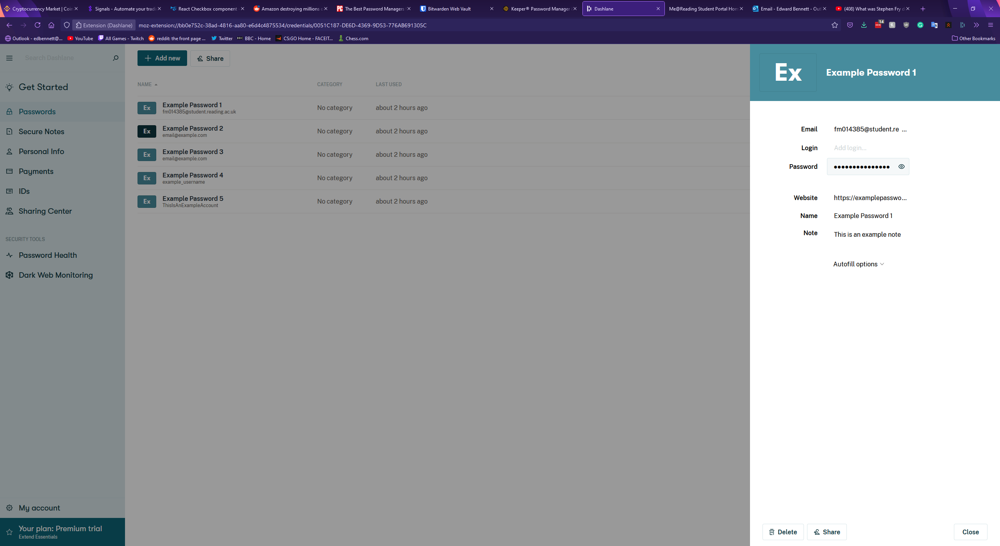 Cryptocurrency Market | Coin
Signals - Automate your tradi
React Checkbox component -
Amazon destroying millions o
The Best Password Managers f
Bitwarden Web Vault
Keeper® Password Manager &
Dashlane
Me@Reading Student Portal Hom
Email - Edward Bennett - Outl
(408) What was Stephen Fry d
Extension (Dashlane)
moz-extension://bb0e752c-38ad-4816-aa80-e6d4c4875534/credentials/0051C187-DE6D-4369-9D53-776AB691305C
14
Outlook - edbennett@...
YouTube
All Games - Twitch
reddit: the front page ...
Twitter
BBC BBC - Home
CS:GO Home - FACEIT...
Chess.com
Other Bookmarks
Search Dashlane
Get Started
Passwords
Secure Notes
Personal Info
Payments
IDs
Sharing Center
SECURITY TOOLS
Password Health
Dark Web Monitoring
My account
Your plan: Premium trial
Extend Essentials
Add new
Share
NAME CATEGORY LAST USED
Ex Example Password 1 No category about 2 hours ago
fm014385@student.reading.ac.uk
Ex Example Password 2 No category about 2 hours ago
email@example.com
Ex Example Password 3 No category about 2 hours ago
email@example.com
Ex Example Password 4 No category about 2 hours ago
example_username
Ex Example Password 5 No category about 2 hours ago
ThisIsAnExampleAccount
Ex Example Password 1
Email fm014385@student.re ...
Login Add login...
Password ●●●●●●●●●●●●●●●
Website https://examplepasswo...
Name Example Password 1
Note This is an example note
Autofill options
Delete
Share
Close